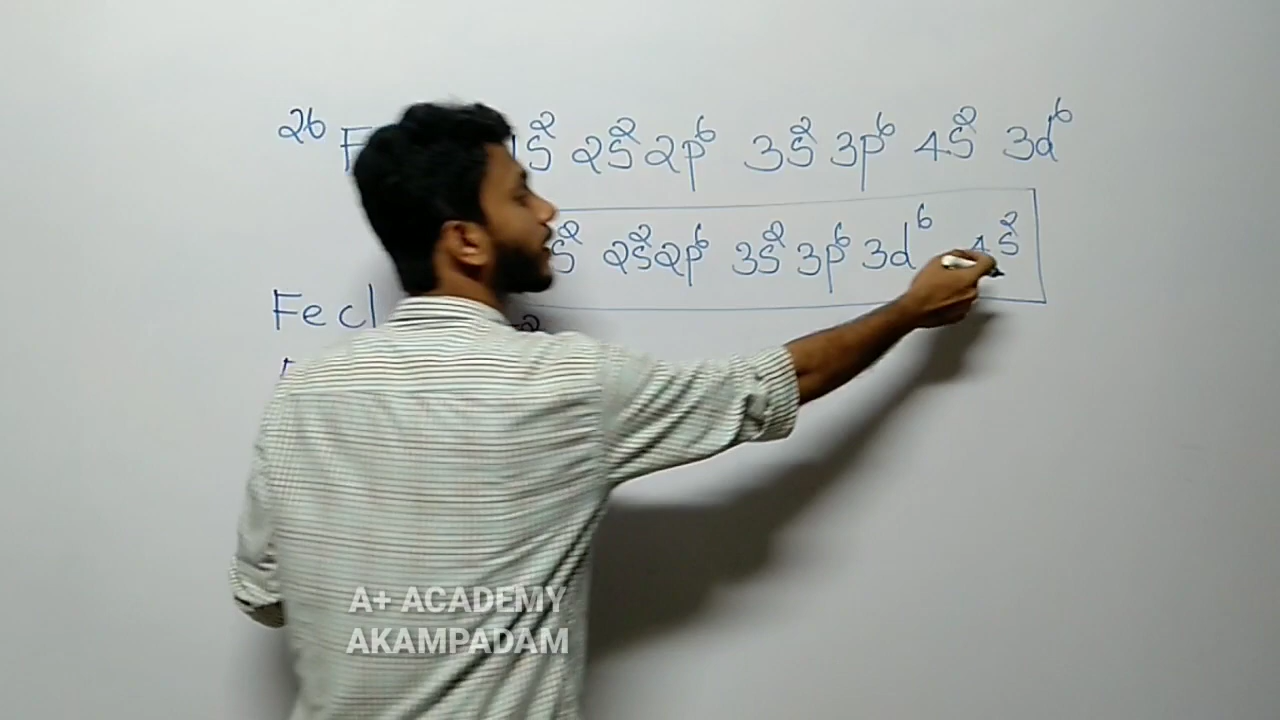 26 F 1s² 2s² 2p⁶ 3s² 3p⁶ 4s² 3d⁶
s² 2s² 2p⁶ 3s² 3p⁶ 3d⁶ 4s²
Fe cl
A+ ACADEMY
AKAMPADAM